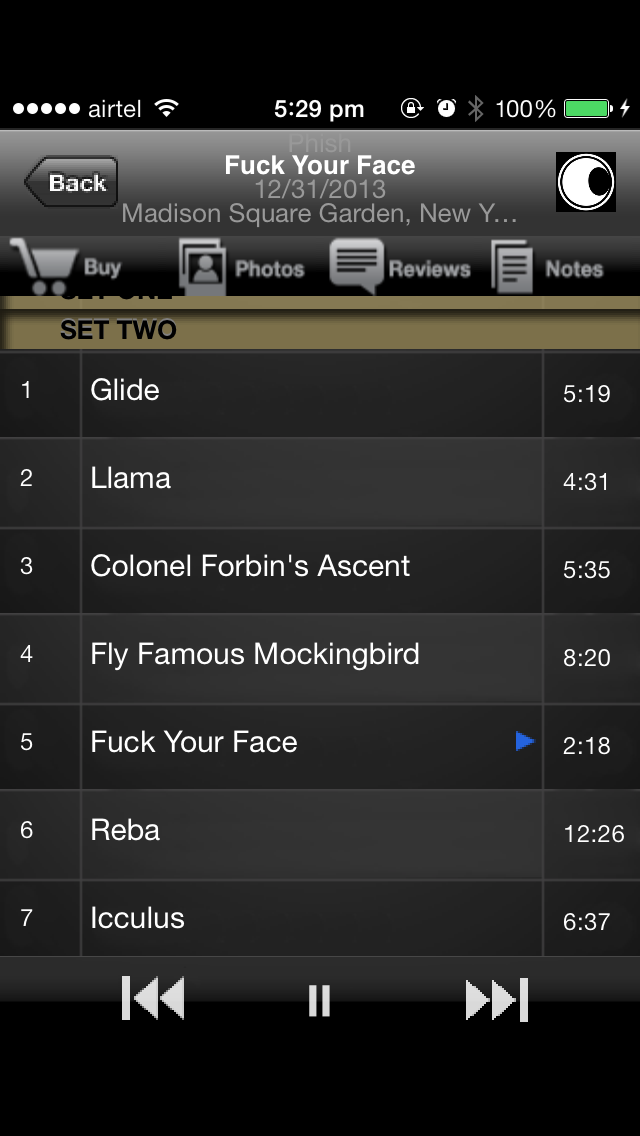 airtel 5:29 pm 100%
Phish
Back
Fuck Your Face
12/31/2013
Madison Square Garden, New Y...
Buy Photos Reviews Notes
SET ONE
SET TWO
1 Glide 5:19
2 Llama 4:31
3 Colonel Forbin's Ascent 5:35
4 Fly Famous Mockingbird 8:20
5 Fuck Your Face 2:18
6 Reba 12:26
7 Icculus 6:37